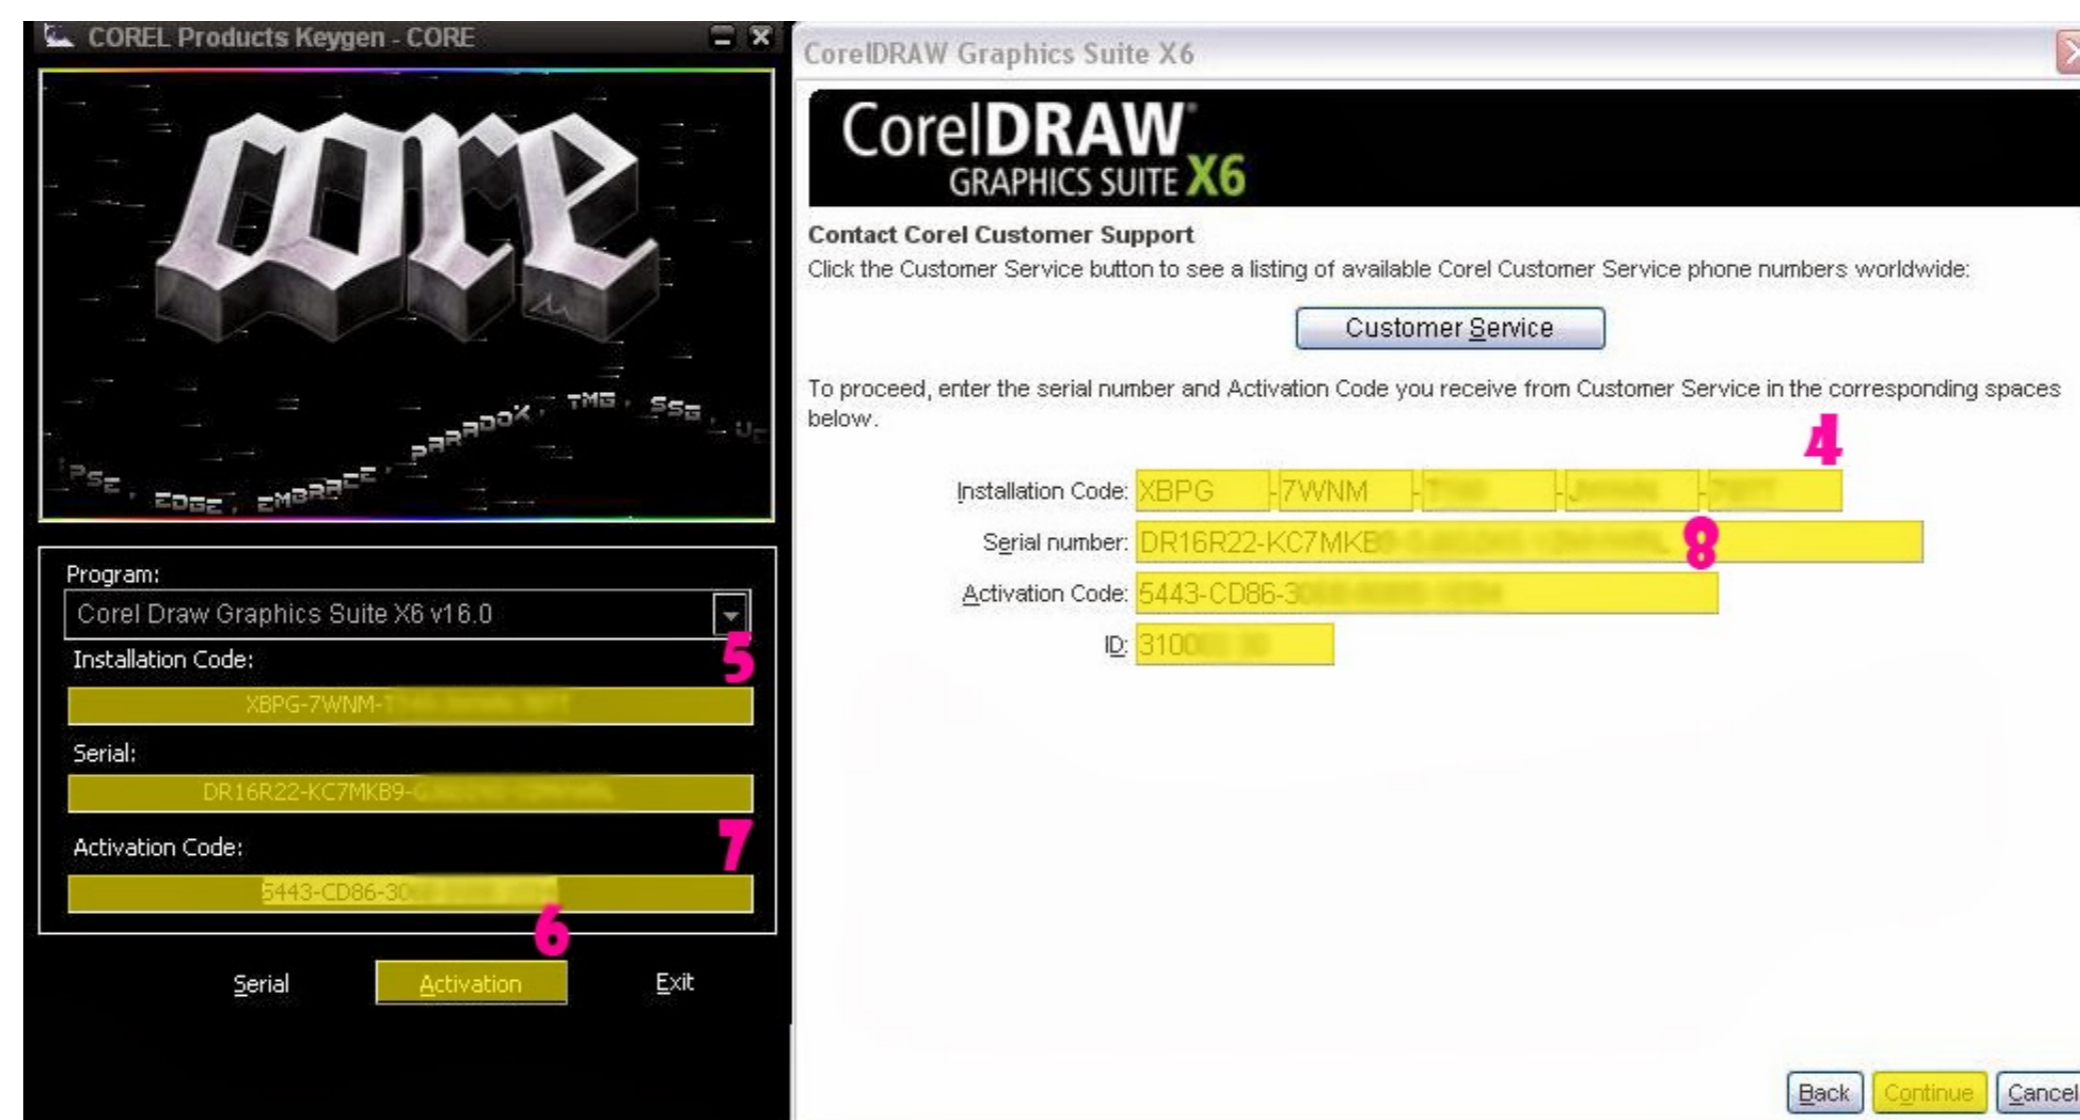 COREL Products Keygen - CORE
core
PARADOX, TMG, SSG, UE
PSE, EDGE, EMBRACE,
Program:
Corel Draw Graphics Suite X6 v16.0
5
Installation Code:
XBPG-7WNM-
Serial:
DR16R22-KC7MKB9-
7
Activation Code:
5443-CD86-30
6
Serial Activation Exit
CorelDRAW Graphics Suite X6
CorelDRAW
GRAPHICS SUITE X6
Contact Corel Customer Support
Click the Customer Service button to see a listing of available Corel Customer Service phone numbers worldwide:
Customer Service
To proceed, enter the serial number and Activation Code you receive from Customer Service in the corresponding spaces
below.
4
Installation Code: XBPG -7WNM - - -
Serial number: DR16R22-KC7MKB 8
Activation Code: 5443-CD86-3
ID: 3100
Back Continue Cancel